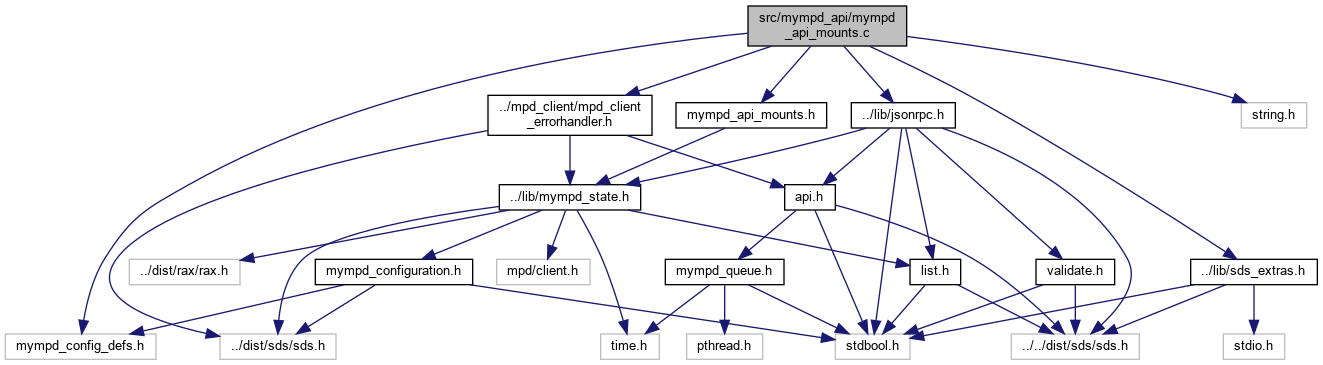 src/mympd_api/mympd
_api_mounts.c
../mpd_client/mpd_client
_errorhandler.h
mympd_api_mounts.h
../lib/jsonrpc.h
string.h
../lib/mympd_state.h
api.h
../dist/rax/rax.h
mympd_configuration.h
mpd/client.h
mympd_queue.h
list.h
validate.h
../lib/sds_extras.h
mympd_config_defs.h
../dist/sds/sds.h
time.h
pthread.h
stdbool.h
../../dist/sds/sds.h
stdio.h